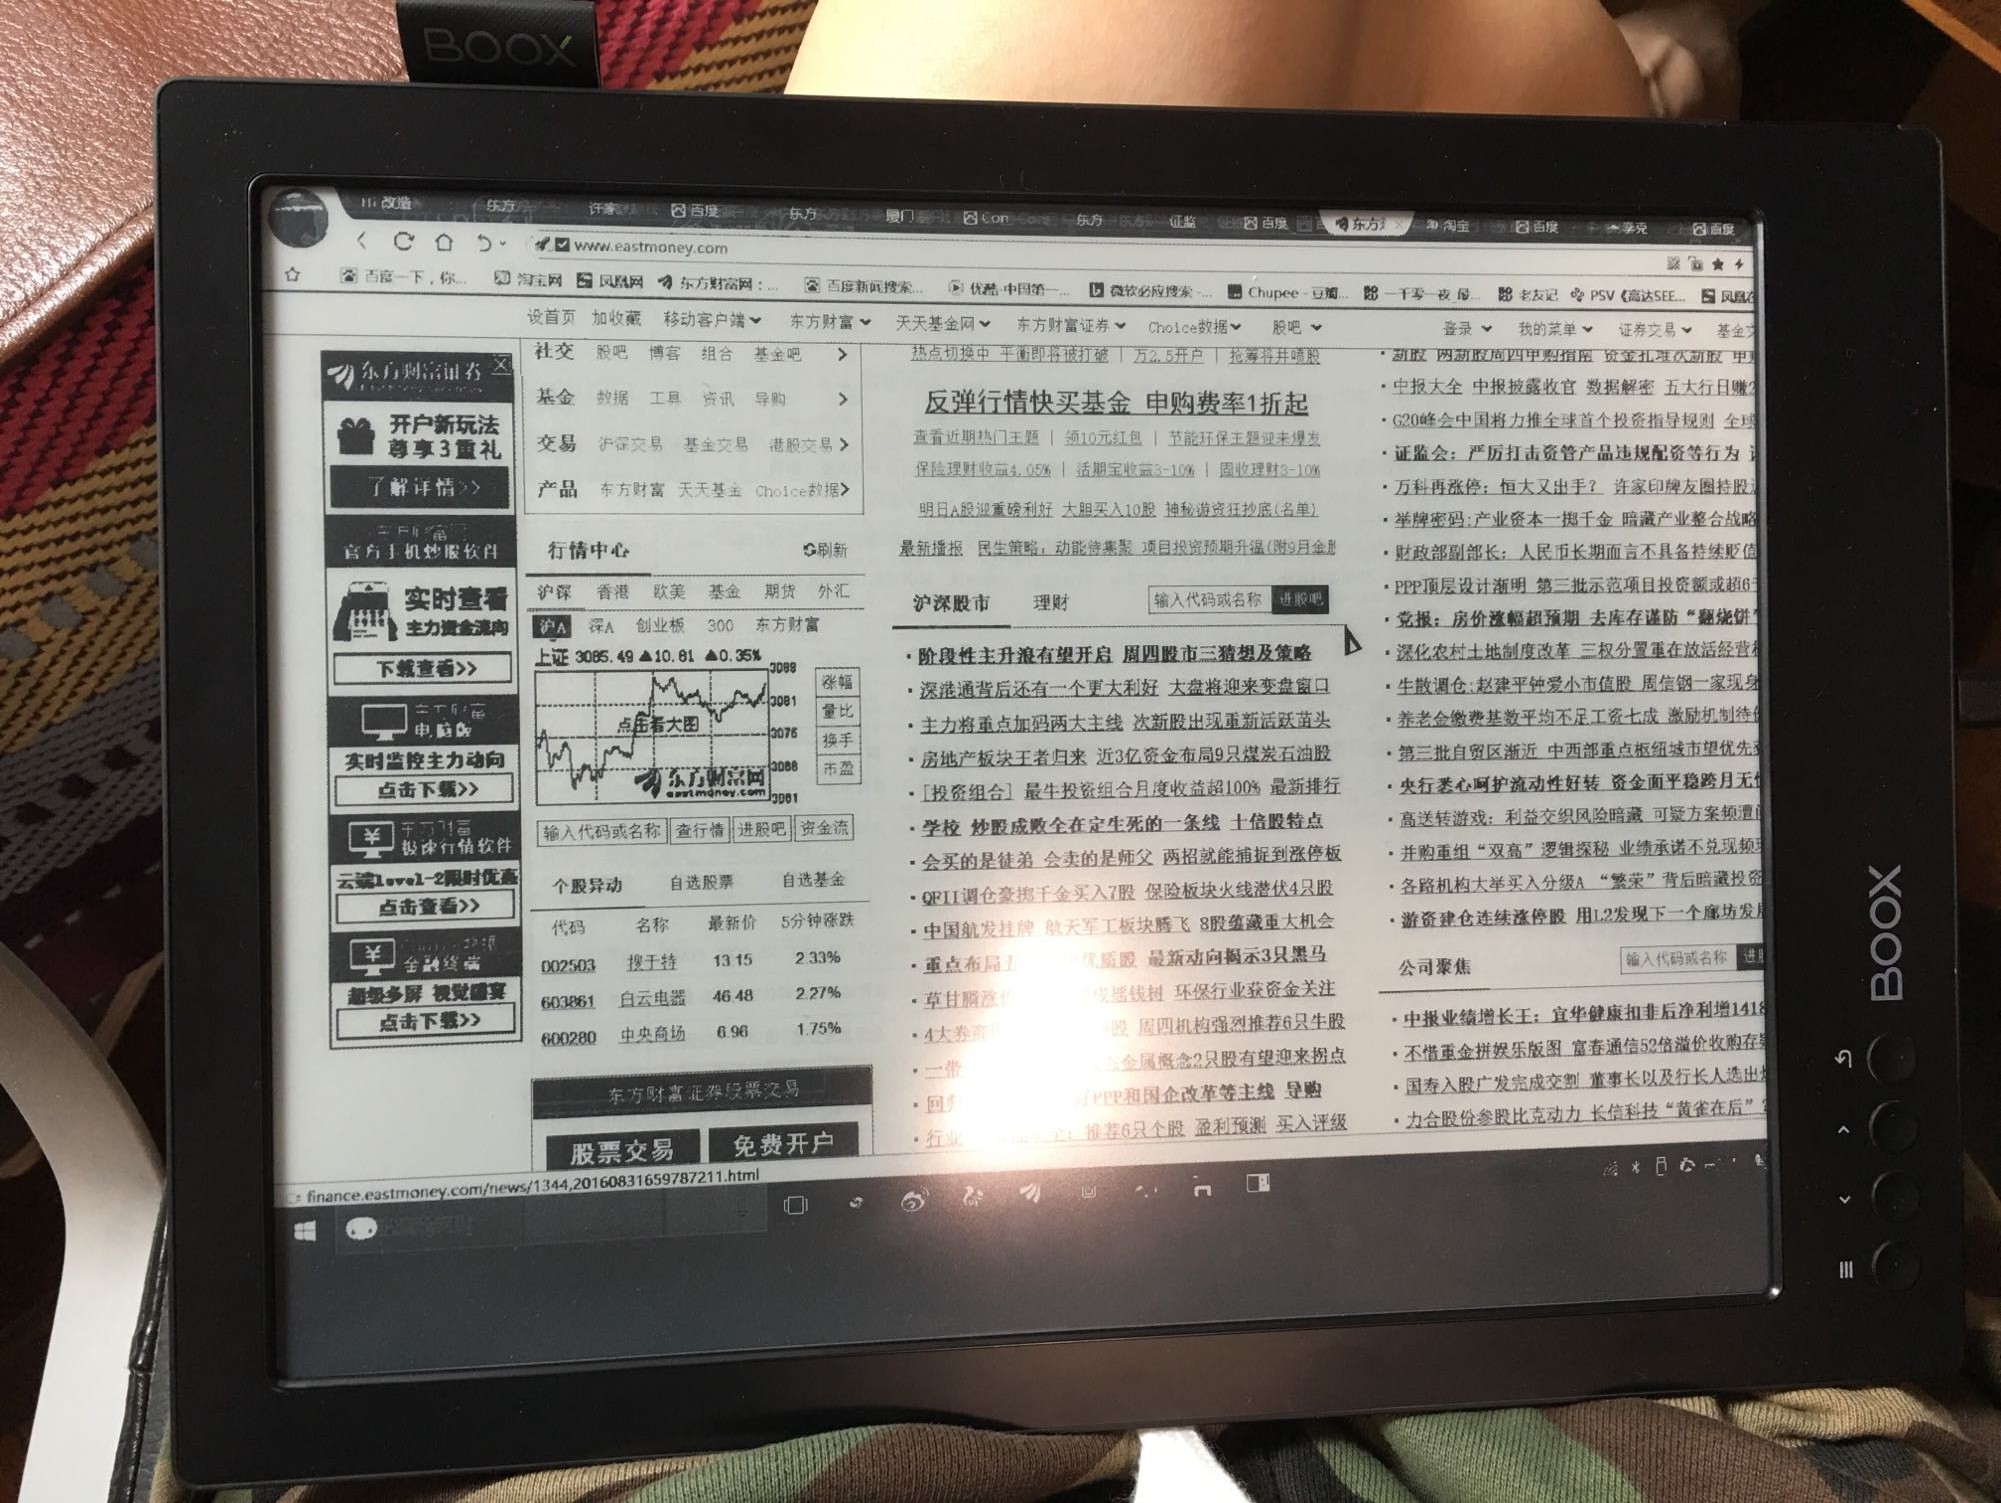 BOOX
Hi 改造 东方 许家 百度 东方 厦门 Con 东方 证监 百度 东方 淘宝 百度 李克 百度
www.eastmoney.com
百度一下，你... 淘宝网 凤凰网 东方财富网：... 百度新闻搜索... 优酷-中国第一... 微软必应搜索 -... Chupee - 豆瓣... 一千零一夜 最... 老友记 PSV《高达SEE...
设首页 加收藏 移动客户端 东方财富 天天基金网 东方财富证券 Choice数据 股吧 登录 我的菜单 证券交易
东方财富证券
开户新玩法
尊享3重礼
了解详情>>
官方手机炒股软件
实时查看
主力资金流向
下载查看>>
电脑版
实时监控主力动向
点击下载>>
极速行情软件
云端level-2限时优惠
点击查看>>
金融终端
超级多屏 视觉盛宴
点击下载>>
社交 股吧 博客 组合 基金吧
基金 数据 工具 资讯 导购
交易 沪深交易 基金交易 港股交易
产品 东方财富 天天基金 Choice数据
行情中心 刷新
沪深 香港 欧美 基金 期货 外汇
沪A 深A 创业板 300 东方财富
上证 3085.49 ▲10.81 ▲0.35%
点击看大图
东方财富网
eastmoney.com
3081
3075
3068
3061
涨幅
量比
换手
市盈
输入代码或名称 查行情 进股吧 资金流
个股异动 自选股票 自选基金
代码 名称 最新价 5分钟涨跌
002503 搜于特 13.15 2.33%
603861 白云电器 46.48 2.27%
600280 中央商场 6.96 1.75%
东方财富证券股票交易
股票交易 免费开户
热点切换中 平衡即将被打破 | 万2.5开户 | 抢筹将井喷股
反弹行情快买基金 申购费率1折起
查看近期热门主题 | 领10元红包 | 节能环保主题迎来爆发
保险理财收益4.05% | 活期宝收益3-10% | 固收理财3-10%
明日A股迎重磅利好 大胆买入10股 神秘游资狂抄底(名单)
最新播报 民生策略：动能待集聚 项目投资预期升温(附9月金
沪深股市 理财 输入代码或名称 进股吧
· 阶段性主升浪有望开启 周四股市三猜想及策略
· 深港通背后还有一个更大利好 大盘将迎来变盘窗口
· 主力将重点加码两大主线 次新股出现重新活跃苗头
· 房地产板块王者归来 近3亿资金布局9只煤炭石油股
· [投资组合] 最牛投资组合月度收益超100% 最新排行
· 学校 炒股成败全在定生死的一条线 十倍股特点
· 会买的是徒弟 会卖的是师父 两招就能捕捉到涨停板
· QFII调仓豪掷千金买入7股 保险板块火线潜伏4只股
· 中国航发挂牌 航天军工板块腾飞 8股蕴藏重大机会
· 重点布局 优质股 最新动向揭示3只黑马
· 草甘膦涨 成摇钱树 环保行业获资金关注
· 4大券商 股 周四机构强烈推荐6只牛股
· 一带 金属概念2只股有望迎来拐点
· 回 PPP和国企改革等主线 导购
· 行业 推荐6只个股 盈利预测 买入评级
· 新股 两新股周四申购指南 资金扎堆次新股
· 中报大全 中报披露收官 数据解密 五大行日赚
· G20峰会中国将力推全球首个投资指导规则 全球
· 证监会：严厉打击资管产品违规配资等行为
· 万科再涨停：恒大又出手？ 许家印牌友圈持股
· 举牌密码:产业资本一掷千金 暗藏产业整合战略
· 财政部副部长：人民币长期而言不具备持续贬值
· PPP顶层设计渐明 第三批示范项目投资额或超6
· 党报：房价涨幅超预期 去库存谨防“翻烧饼”
· 深化农村土地制度改革 三权分置重在放活经营
· 牛散调仓:赵建平钟爱小市值股 周信钢一家现身
· 养老金缴费基数平均不足工资七成 激励机制待
· 第三批自贸区渐近 中西部重点枢纽城市望优先
· 央行悉心呵护流动性好转 资金面平稳跨月无
· 高送转游戏：利益交织风险暗藏 可疑方案频遭
· 并购重组“双高”逻辑探秘 业绩承诺不兑现频
· 各路机构大举买入分级A “繁荣”背后暗藏投资
· 游资建仓连续涨停股 用L2发现下一个廊坊发展
公司聚焦 输入代码或名称
· 中报业绩增长王：宜华健康扣非后净利增1418
· 不惜重金拼娱乐版图 富春通信52倍溢价收购存
· 国寿入股广发完成交割 董事长以及行长人选出
· 力合股份参股比克动力 长信科技“黄雀在后”
finance.eastmoney.com/news/1344,20160831659787211.html
BOOX